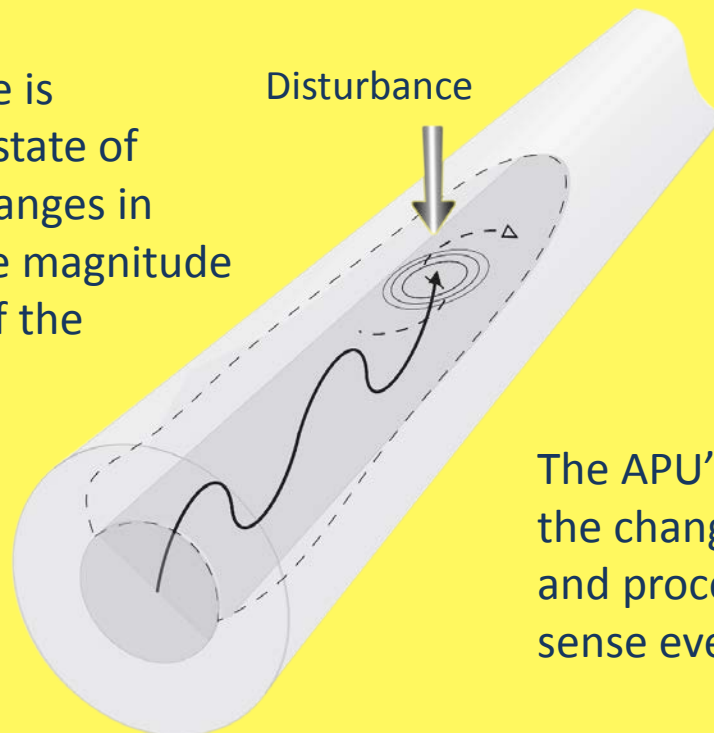 Disturbance
e is
state of
anges in
e magnitude
f the
The APU’
the chang
and proce
sense eve